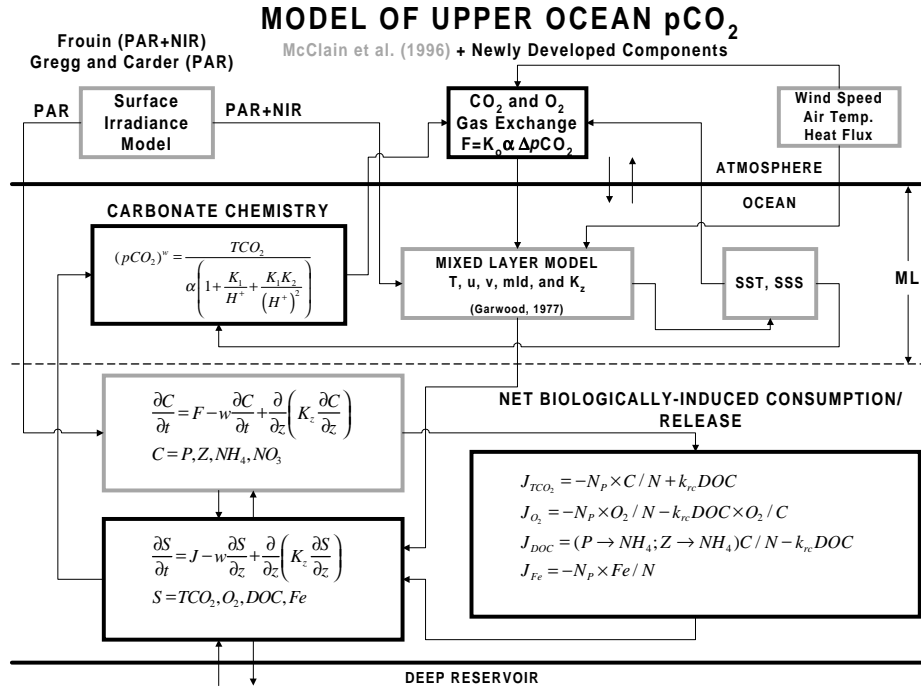 MODEL OF UPPER OCEAN pCO₂
McClain et al. (1996) + Newly Developed Components
Frouin (PAR+NIR)
Gregg and Carder (PAR)
PAR
Surface
Irradiance
Model
PAR+NIR
CO₂ and O₂
Gas Exchange
F=Kₒα ΔpCO₂
Wind Speed
Air Temp.
Heat Flux
ATMOSPHERE
OCEAN
CARBONATE CHEMISTRY
(pCO₂)ʷ = TCO₂ / α(1 + K₁/H⁺ + K₁K₂/(H⁺)²)
MIXED LAYER MODEL
T, u, v, mld, and K_z
(Garwood, 1977)
SST, SSS
ML
∂C/∂t = F − w ∂C/∂t + ∂/∂z (K_z ∂C/∂z)
C = P, Z, NH₄, NO₃
NET BIOLOGICALLY-INDUCED CONSUMPTION/
RELEASE
J_TCO₂ = −N_P × C / N + k_rc DOC
J_O₂ = −N_P × O₂ / N − k_rc DOC × O₂ / C
J_DOC = (P → NH₄; Z → NH₄) C / N − k_rc DOC
J_Fe = −N_P × Fe / N
∂S/∂t = J − w ∂S/∂z + ∂/∂z (K_z ∂S/∂z)
S = TCO₂, O₂, DOC, Fe
DEEP RESERVOIR